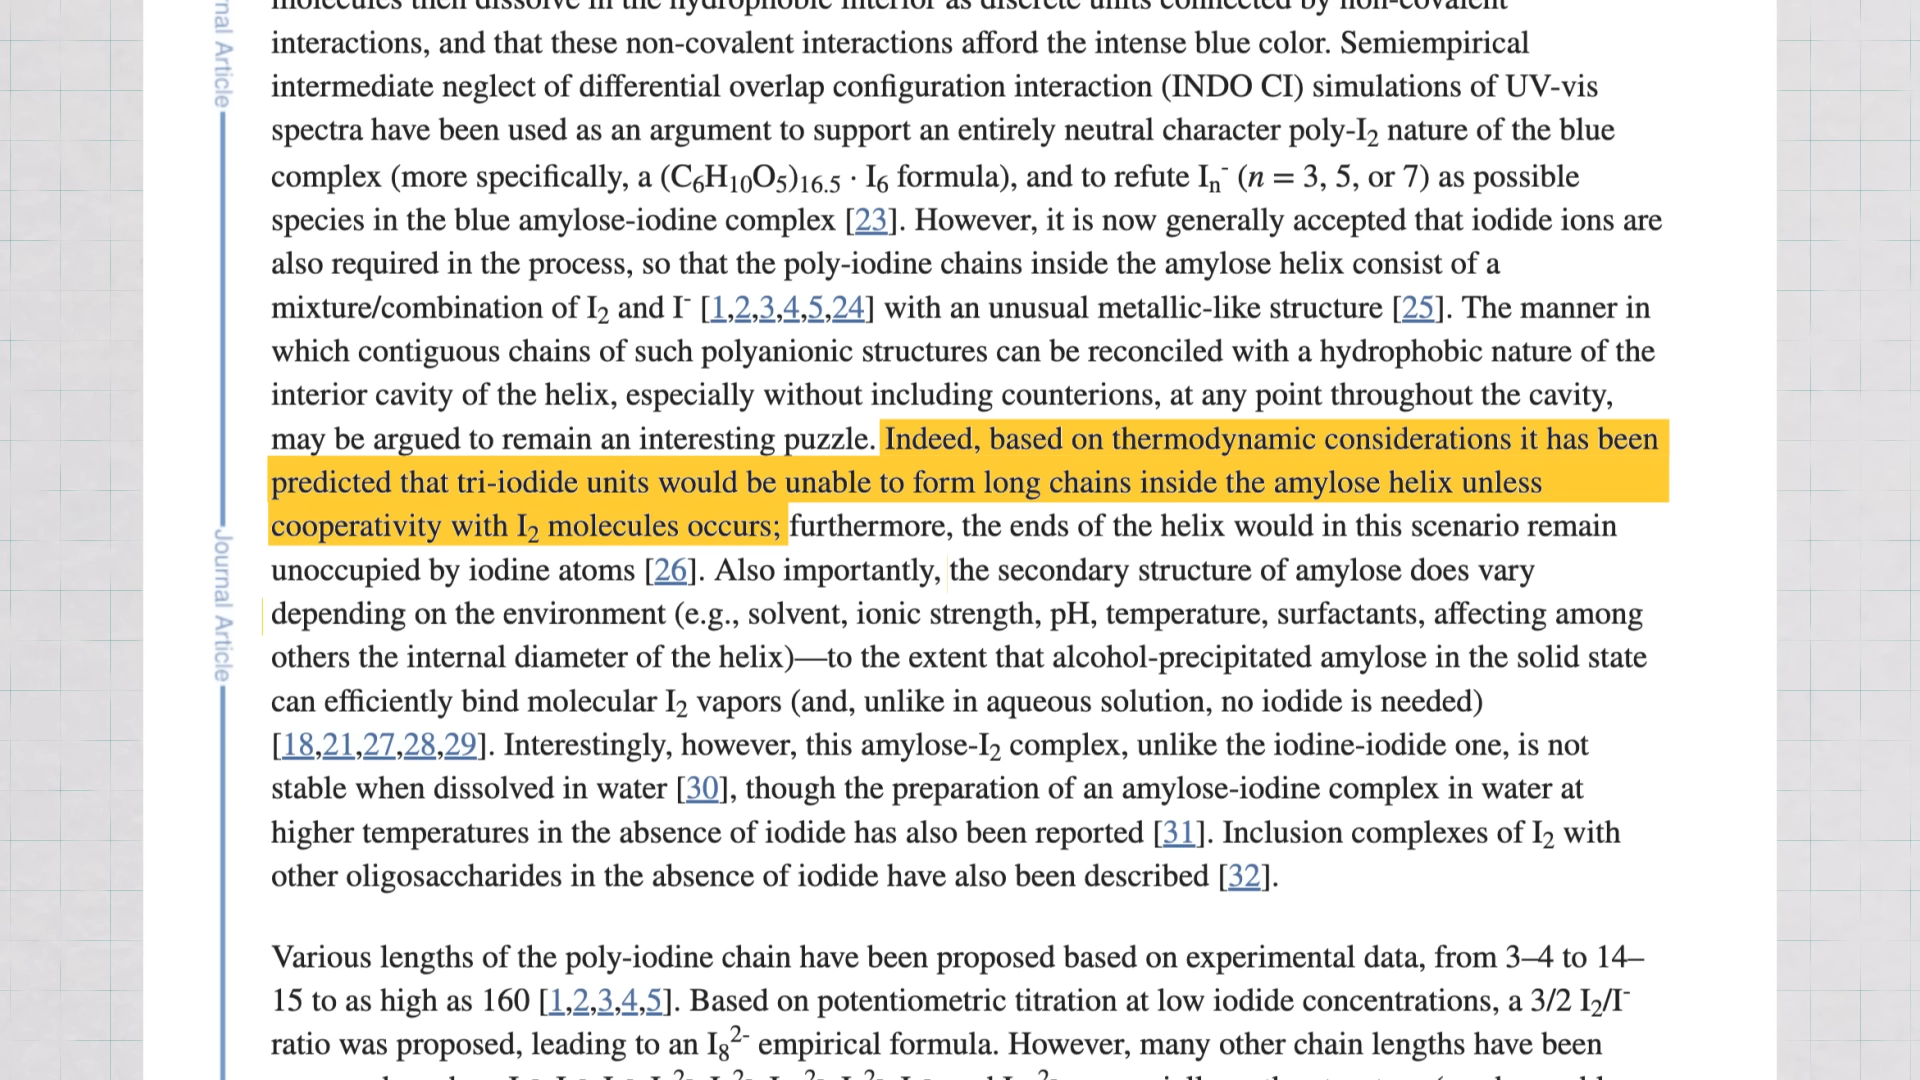 molecules then dissolve in the hydrophobic interior as discrete units connected by non-covalent
interactions, and that these non-covalent interactions afford the intense blue color. Semiempirical
intermediate neglect of differential overlap configuration interaction (INDO CI) simulations of UV-vis
spectra have been used as an argument to support an entirely neutral character poly-I₂ nature of the blue
complex (more specifically, a (C₆H₁₀O₅)₁₆.₅ · I₆ formula), and to refute Iₙ⁻ (n = 3, 5, or 7) as possible
species in the blue amylose-iodine complex [23]. However, it is now generally accepted that iodide ions are
also required in the process, so that the poly-iodine chains inside the amylose helix consist of a
mixture/combination of I₂ and I⁻ [1,2,3,4,5,24] with an unusual metallic-like structure [25]. The manner in
which contiguous chains of such polyanionic structures can be reconciled with a hydrophobic nature of the
interior cavity of the helix, especially without including counterions, at any point throughout the cavity,
may be argued to remain an interesting puzzle. Indeed, based on thermodynamic considerations it has been
predicted that tri-iodide units would be unable to form long chains inside the amylose helix unless
cooperativity with I₂ molecules occurs; furthermore, the ends of the helix would in this scenario remain
unoccupied by iodine atoms [26]. Also importantly, the secondary structure of amylose does vary
depending on the environment (e.g., solvent, ionic strength, pH, temperature, surfactants, affecting among
others the internal diameter of the helix)—to the extent that alcohol-precipitated amylose in the solid state
can efficiently bind molecular I₂ vapors (and, unlike in aqueous solution, no iodide is needed)
[18,21,27,28,29]. Interestingly, however, this amylose-I₂ complex, unlike the iodine-iodide one, is not
stable when dissolved in water [30], though the preparation of an amylose-iodine complex in water at
higher temperatures in the absence of iodide has also been reported [31]. Inclusion complexes of I₂ with
other oligosaccharides in the absence of iodide have also been described [32].
Various lengths of the poly-iodine chain have been proposed based on experimental data, from 3–4 to 14–
15 to as high as 160 [1,2,3,4,5]. Based on potentiometric titration at low iodide concentrations, a 3/2 I₂/I⁻
ratio was proposed, leading to an I₈²⁻ empirical formula. However, many other chain lengths have been
nal Article
Journal Article